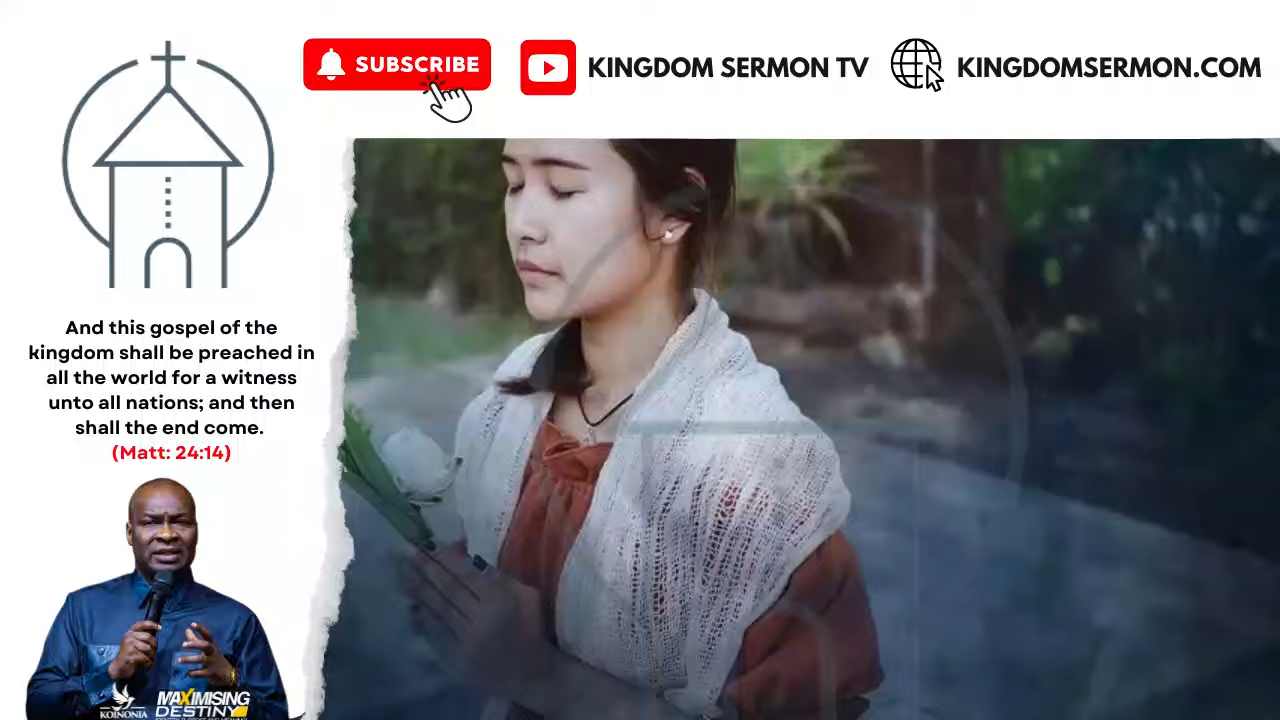 SUBSCRIBE
KINGDOM SERMON TV
KINGDOMSERMON.COM
And this gospel of the
kingdom shall be preached in
all the world for a witness
unto all nations; and then
shall the end come.
(Matt: 24:14)
KOINONIA
MAXIMISING
DESTINY